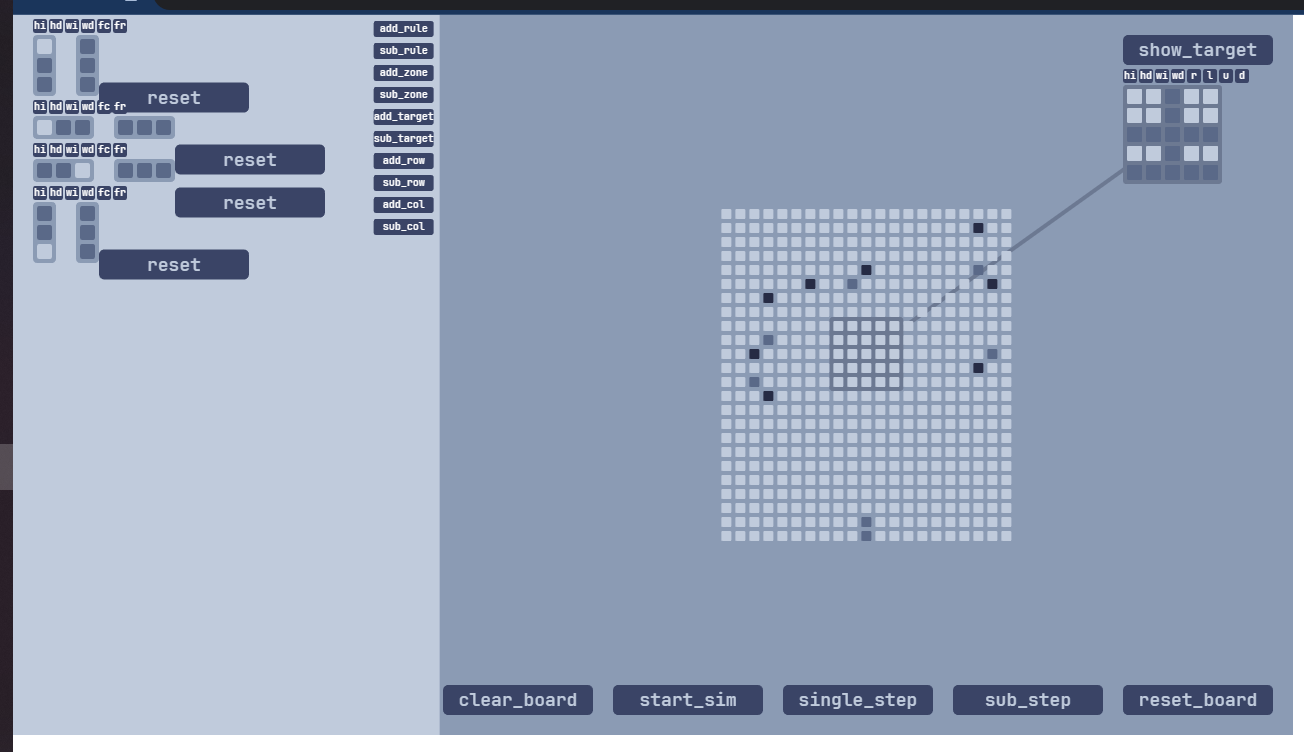 hi hd wi wd fc fr
reset
hi hd wi wd fc fr
reset
hi hd wi wd fc fr
reset
hi hd wi wd fc fr
reset
add_rule
sub_rule
add_zone
sub_zone
add_target
sub_target
add_row
sub_row
add_col
sub_col
show_target
hi hd wi wd r l u d
clear_board
start_sim
single_step
sub_step
reset_board